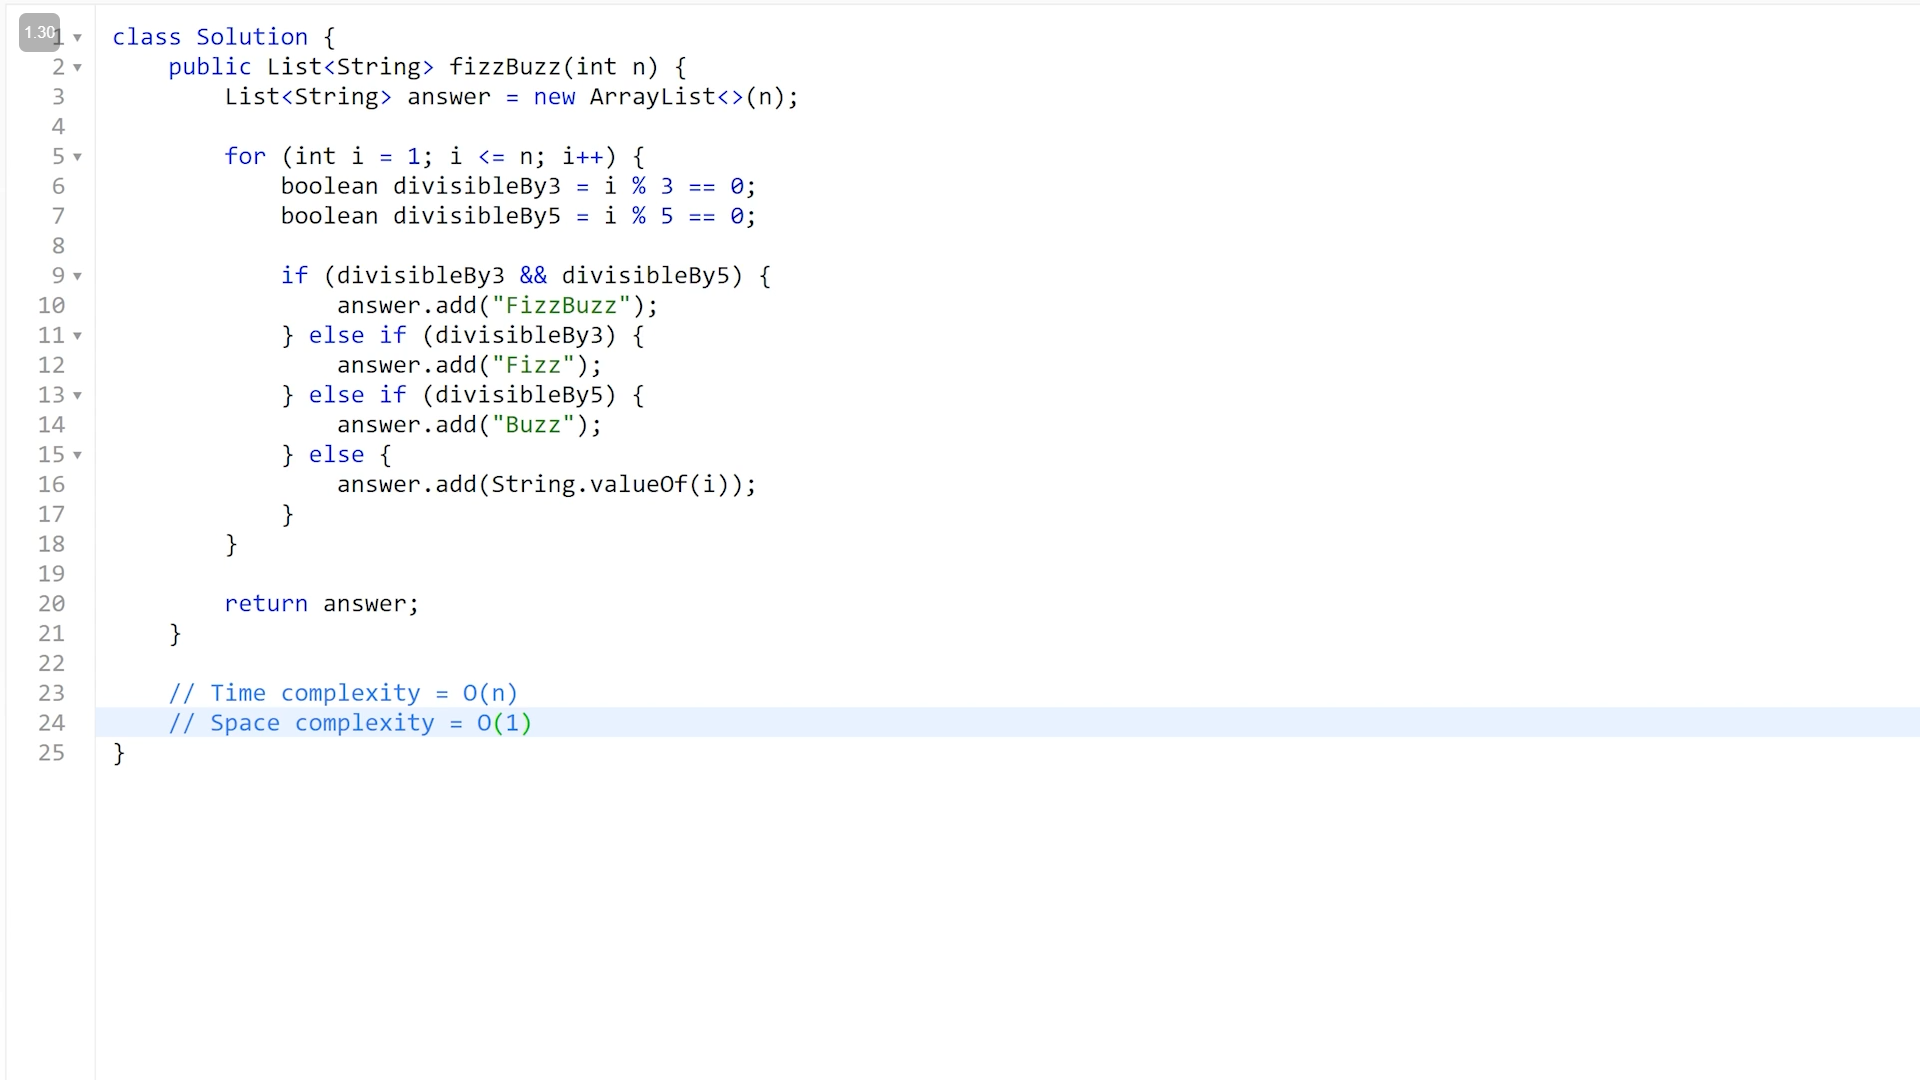 1.30
1 class Solution {
2 public List<String> fizzBuzz(int n) {
3 List<String> answer = new ArrayList<>(n);
4
5 for (int i = 1; i <= n; i++) {
6 boolean divisibleBy3 = i % 3 == 0;
7 boolean divisibleBy5 = i % 5 == 0;
8
9 if (divisibleBy3 && divisibleBy5) {
10 answer.add("FizzBuzz");
11 } else if (divisibleBy3) {
12 answer.add("Fizz");
13 } else if (divisibleBy5) {
14 answer.add("Buzz");
15 } else {
16 answer.add(String.valueOf(i));
17 }
18 }
19
20 return answer;
21 }
22
23 // Time complexity = O(n)
24 // Space complexity = O(1)
25 }